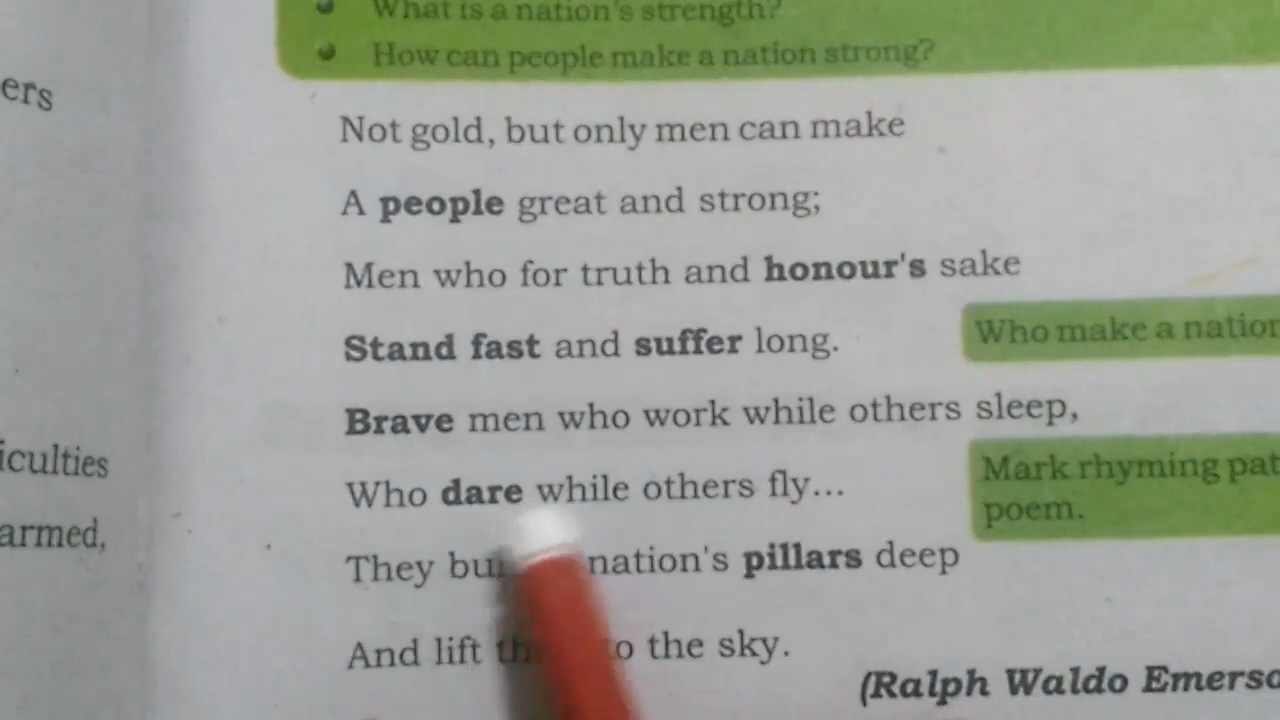 What is a nation's strength?
How can people make a nation strong?
ers
Not gold, but only men can make
A people great and strong;
Men who for truth and honour's sake
Stand fast and suffer long.
Who make a nation
Brave men who work while others sleep,
iculties
Mark rhyming pat
poem.
Who dare while others fly...
armed,
They bu nation's pillars deep
And lift th o the sky.
(Ralph Waldo Emerso